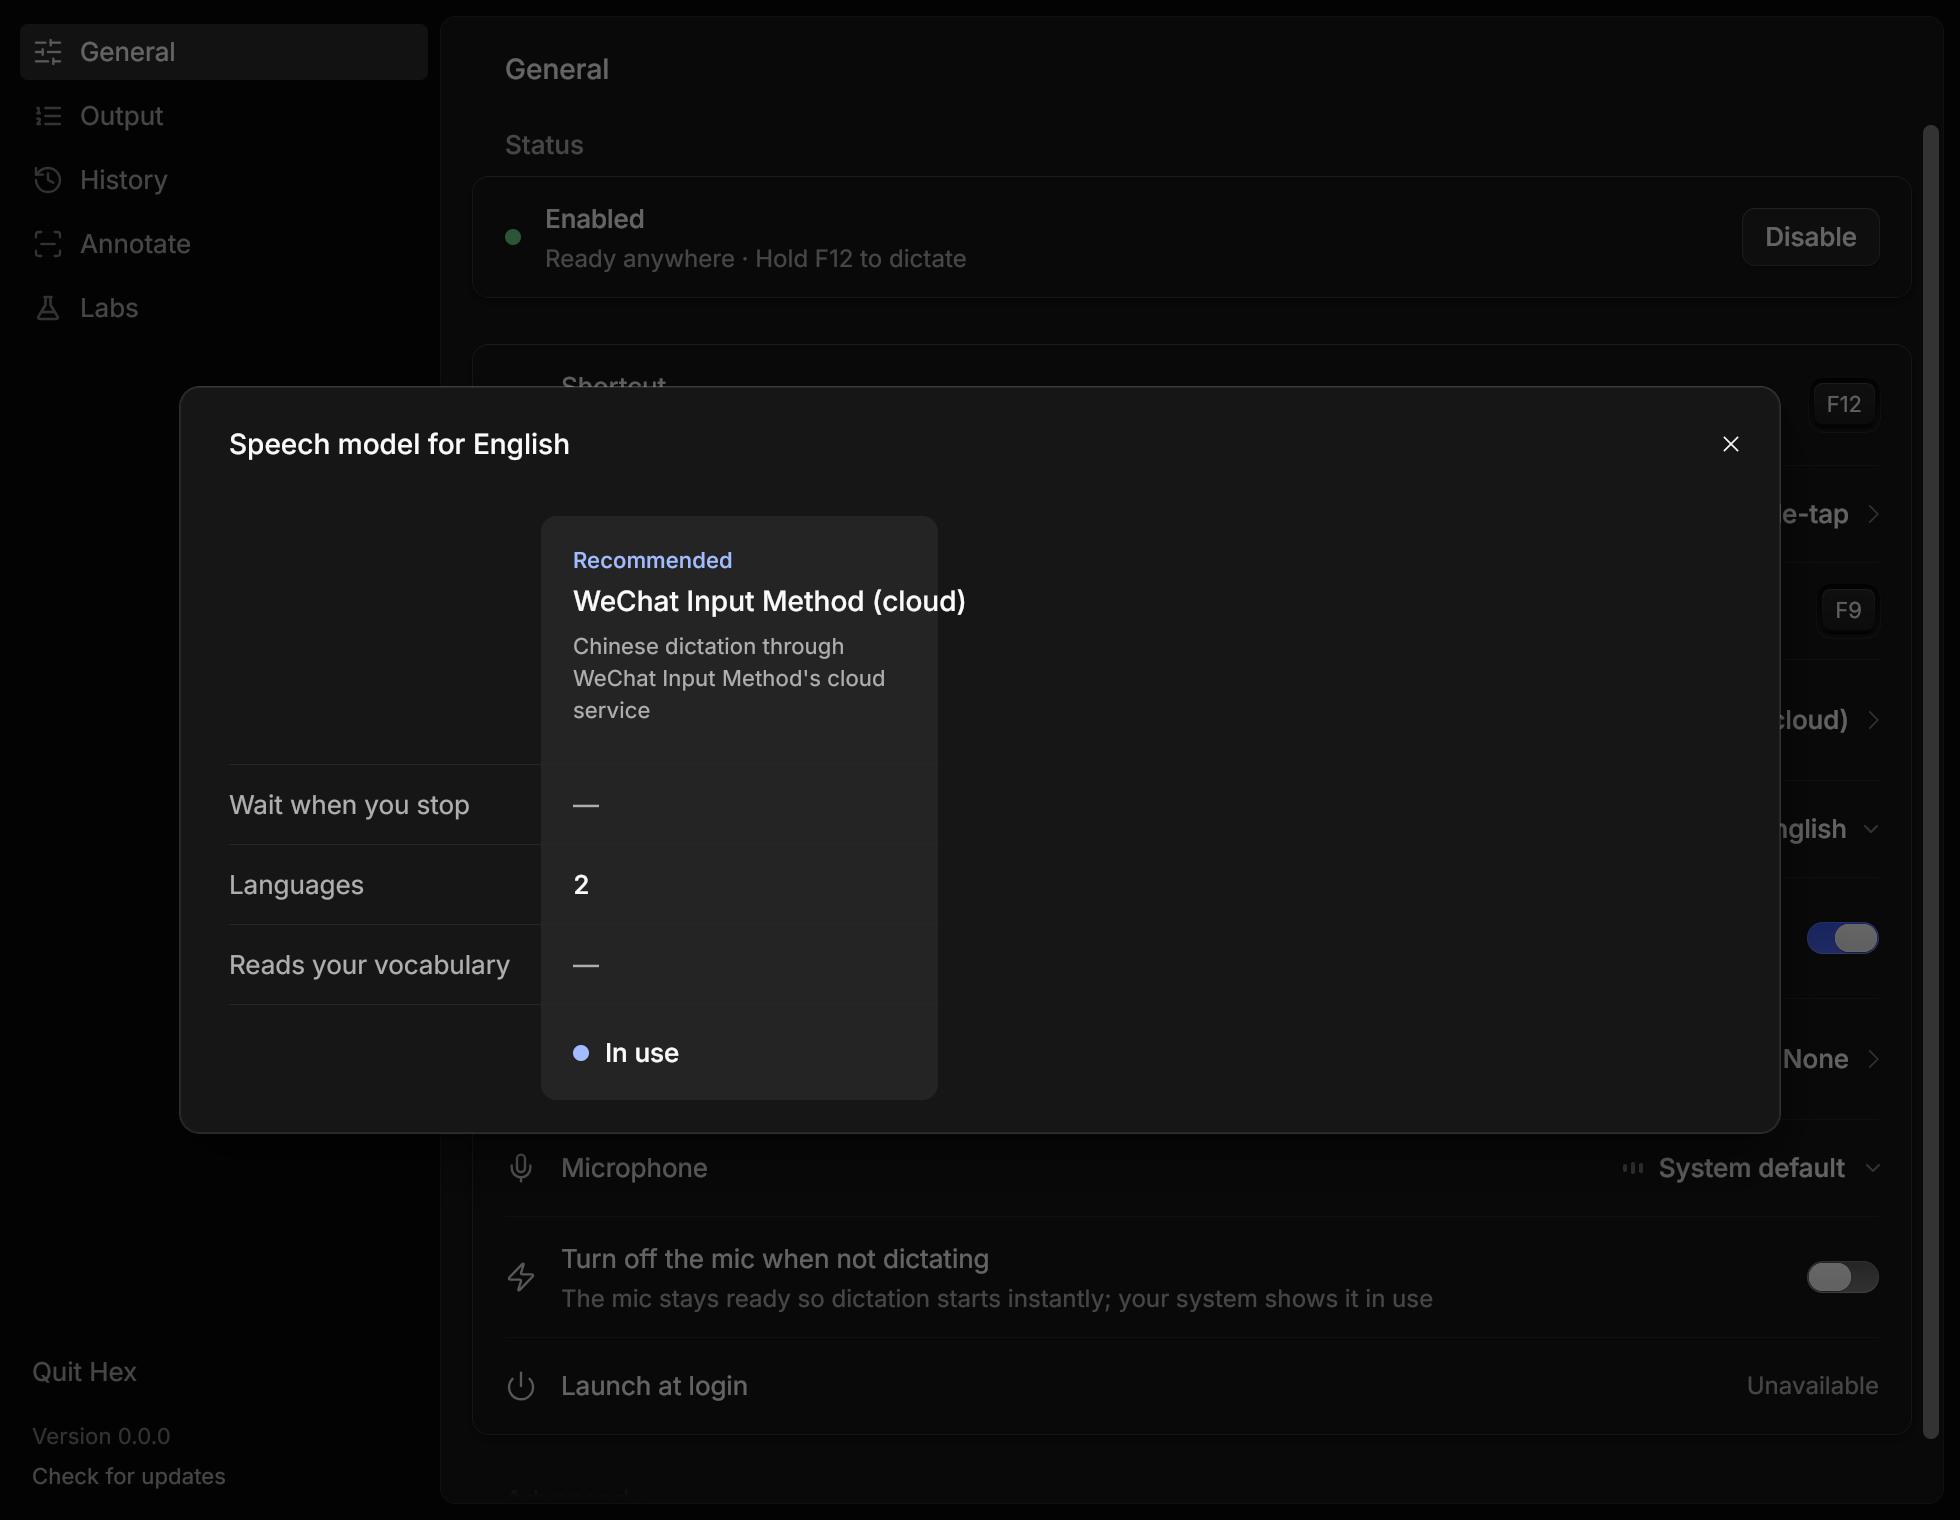 General
Output
History
Annotate
Labs
General
Status
Enabled
Ready anywhere · Hold F12 to dictate
Disable
Shortcut
F12
e-tap
F9
cloud)
nglish
None
Speech model for English
Recommended
WeChat Input Method (cloud)
Chinese dictation through
WeChat Input Method's cloud
service
Wait when you stop
—
Languages
2
Reads your vocabulary
—
In use
Microphone
System default
Turn off the mic when not dictating
The mic stays ready so dictation starts instantly; your system shows it in use
Launch at login
Unavailable
Quit Hex
Version 0.0.0
Check for updates